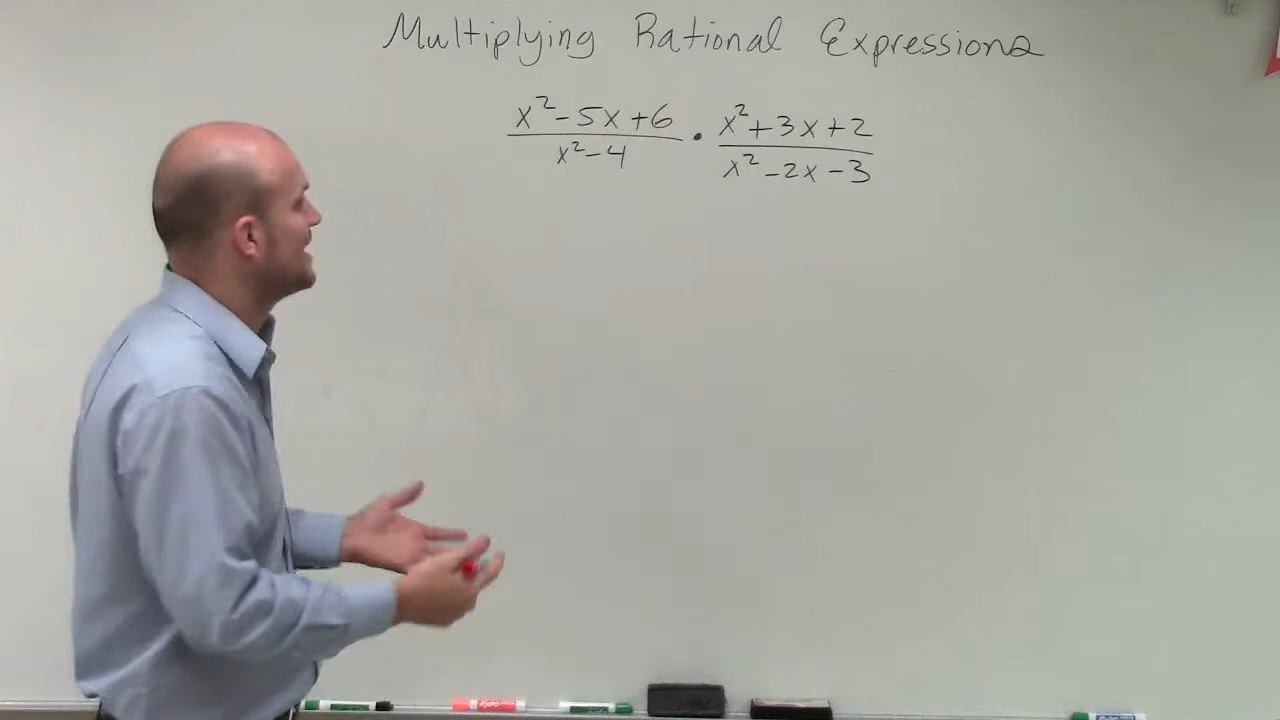 Multiplying Rational Expressions
x²-5x+6 / x²-4 · x²+3x+2 / x²-2x-3